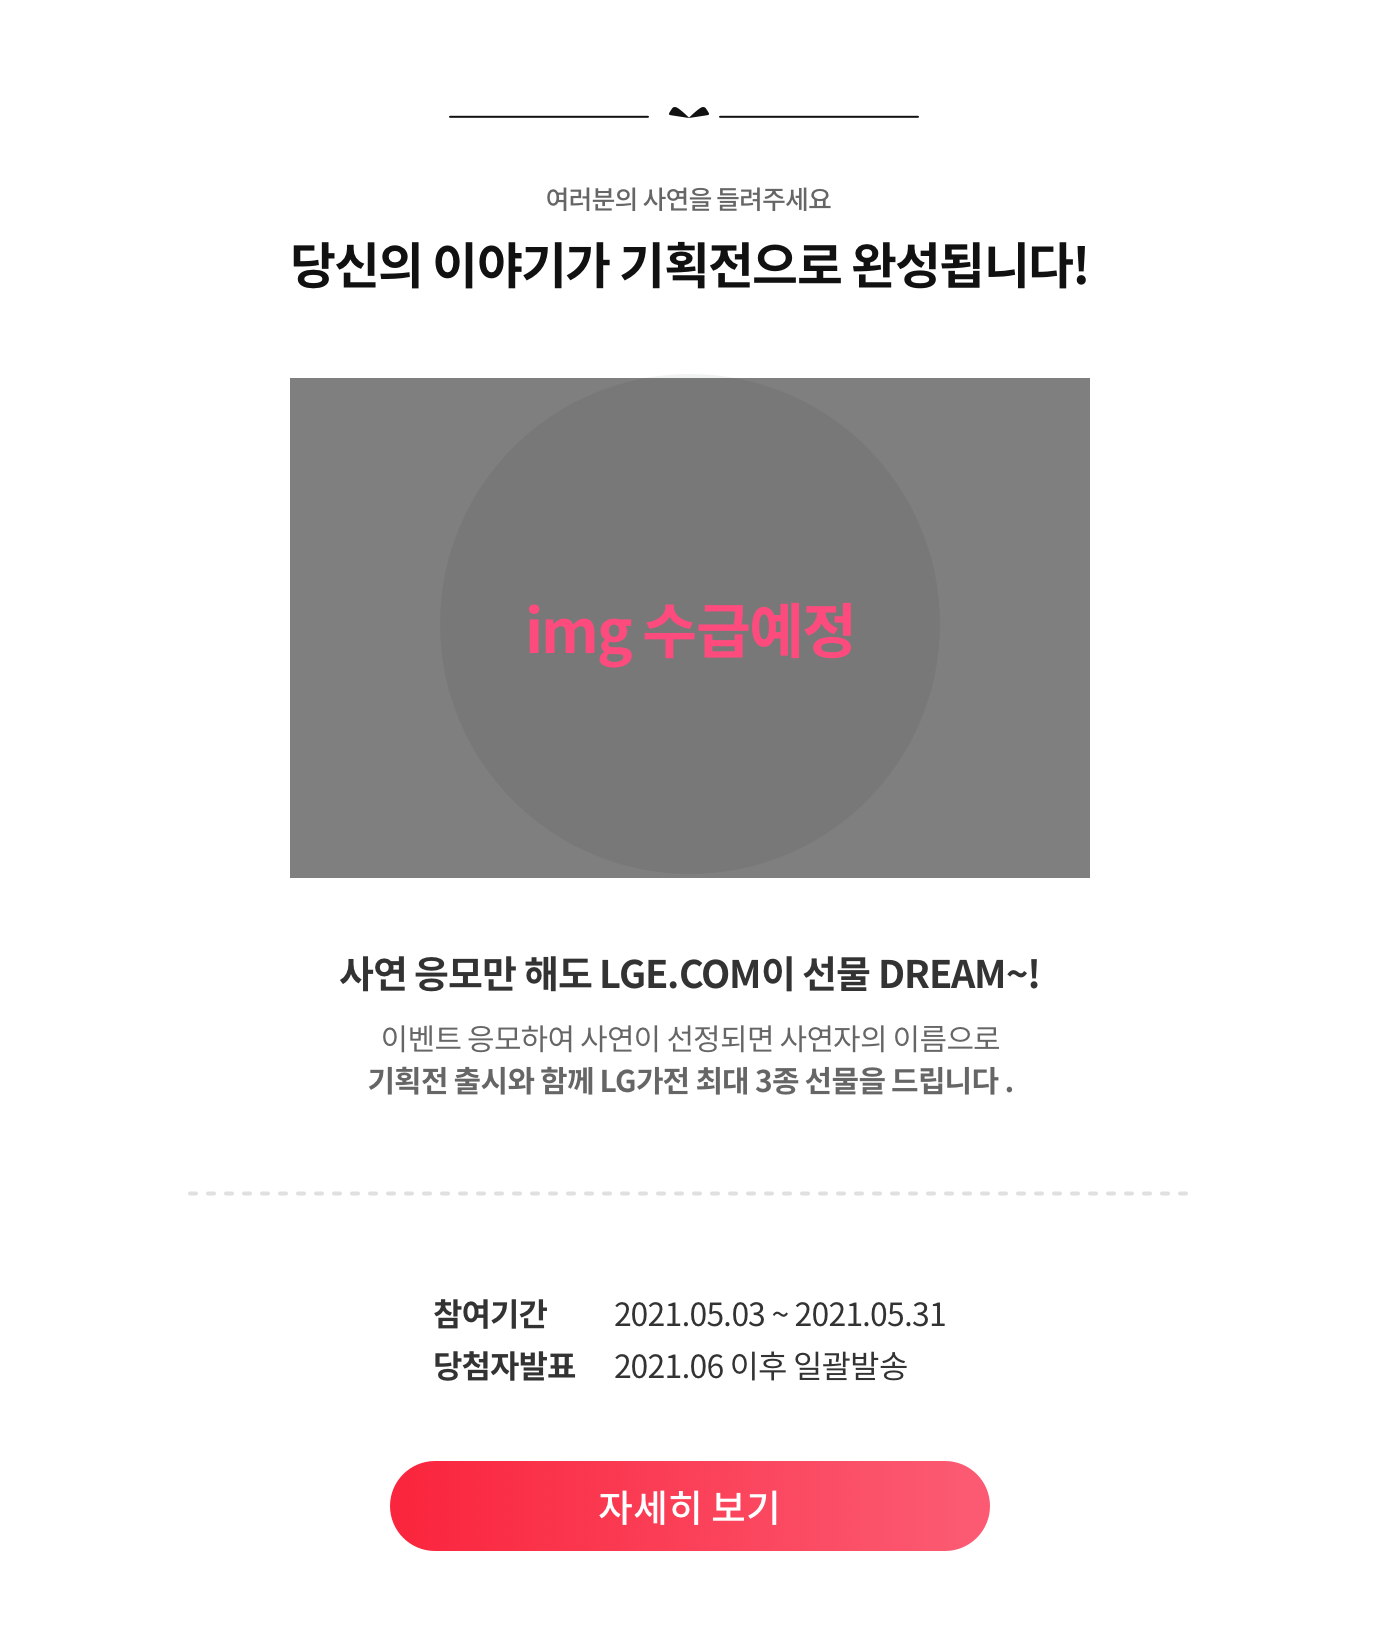 여러분의 사연을 들려주세요
당신의 이야기가 기획전으로 완성됩니다!
img 수급예정
사연 응모만 해도 LGE.COM이 선물 DREAM~!
이벤트 응모하여 사연이 선정되면 사연자의 이름으로
기획전 출시와 함께 LG가전 최대 3종 선물을 드립니다 .
참여기간 2021.05.03 ~ 2021.05.31
당첨자발표 2021.06 이후 일괄발송
자세히 보기